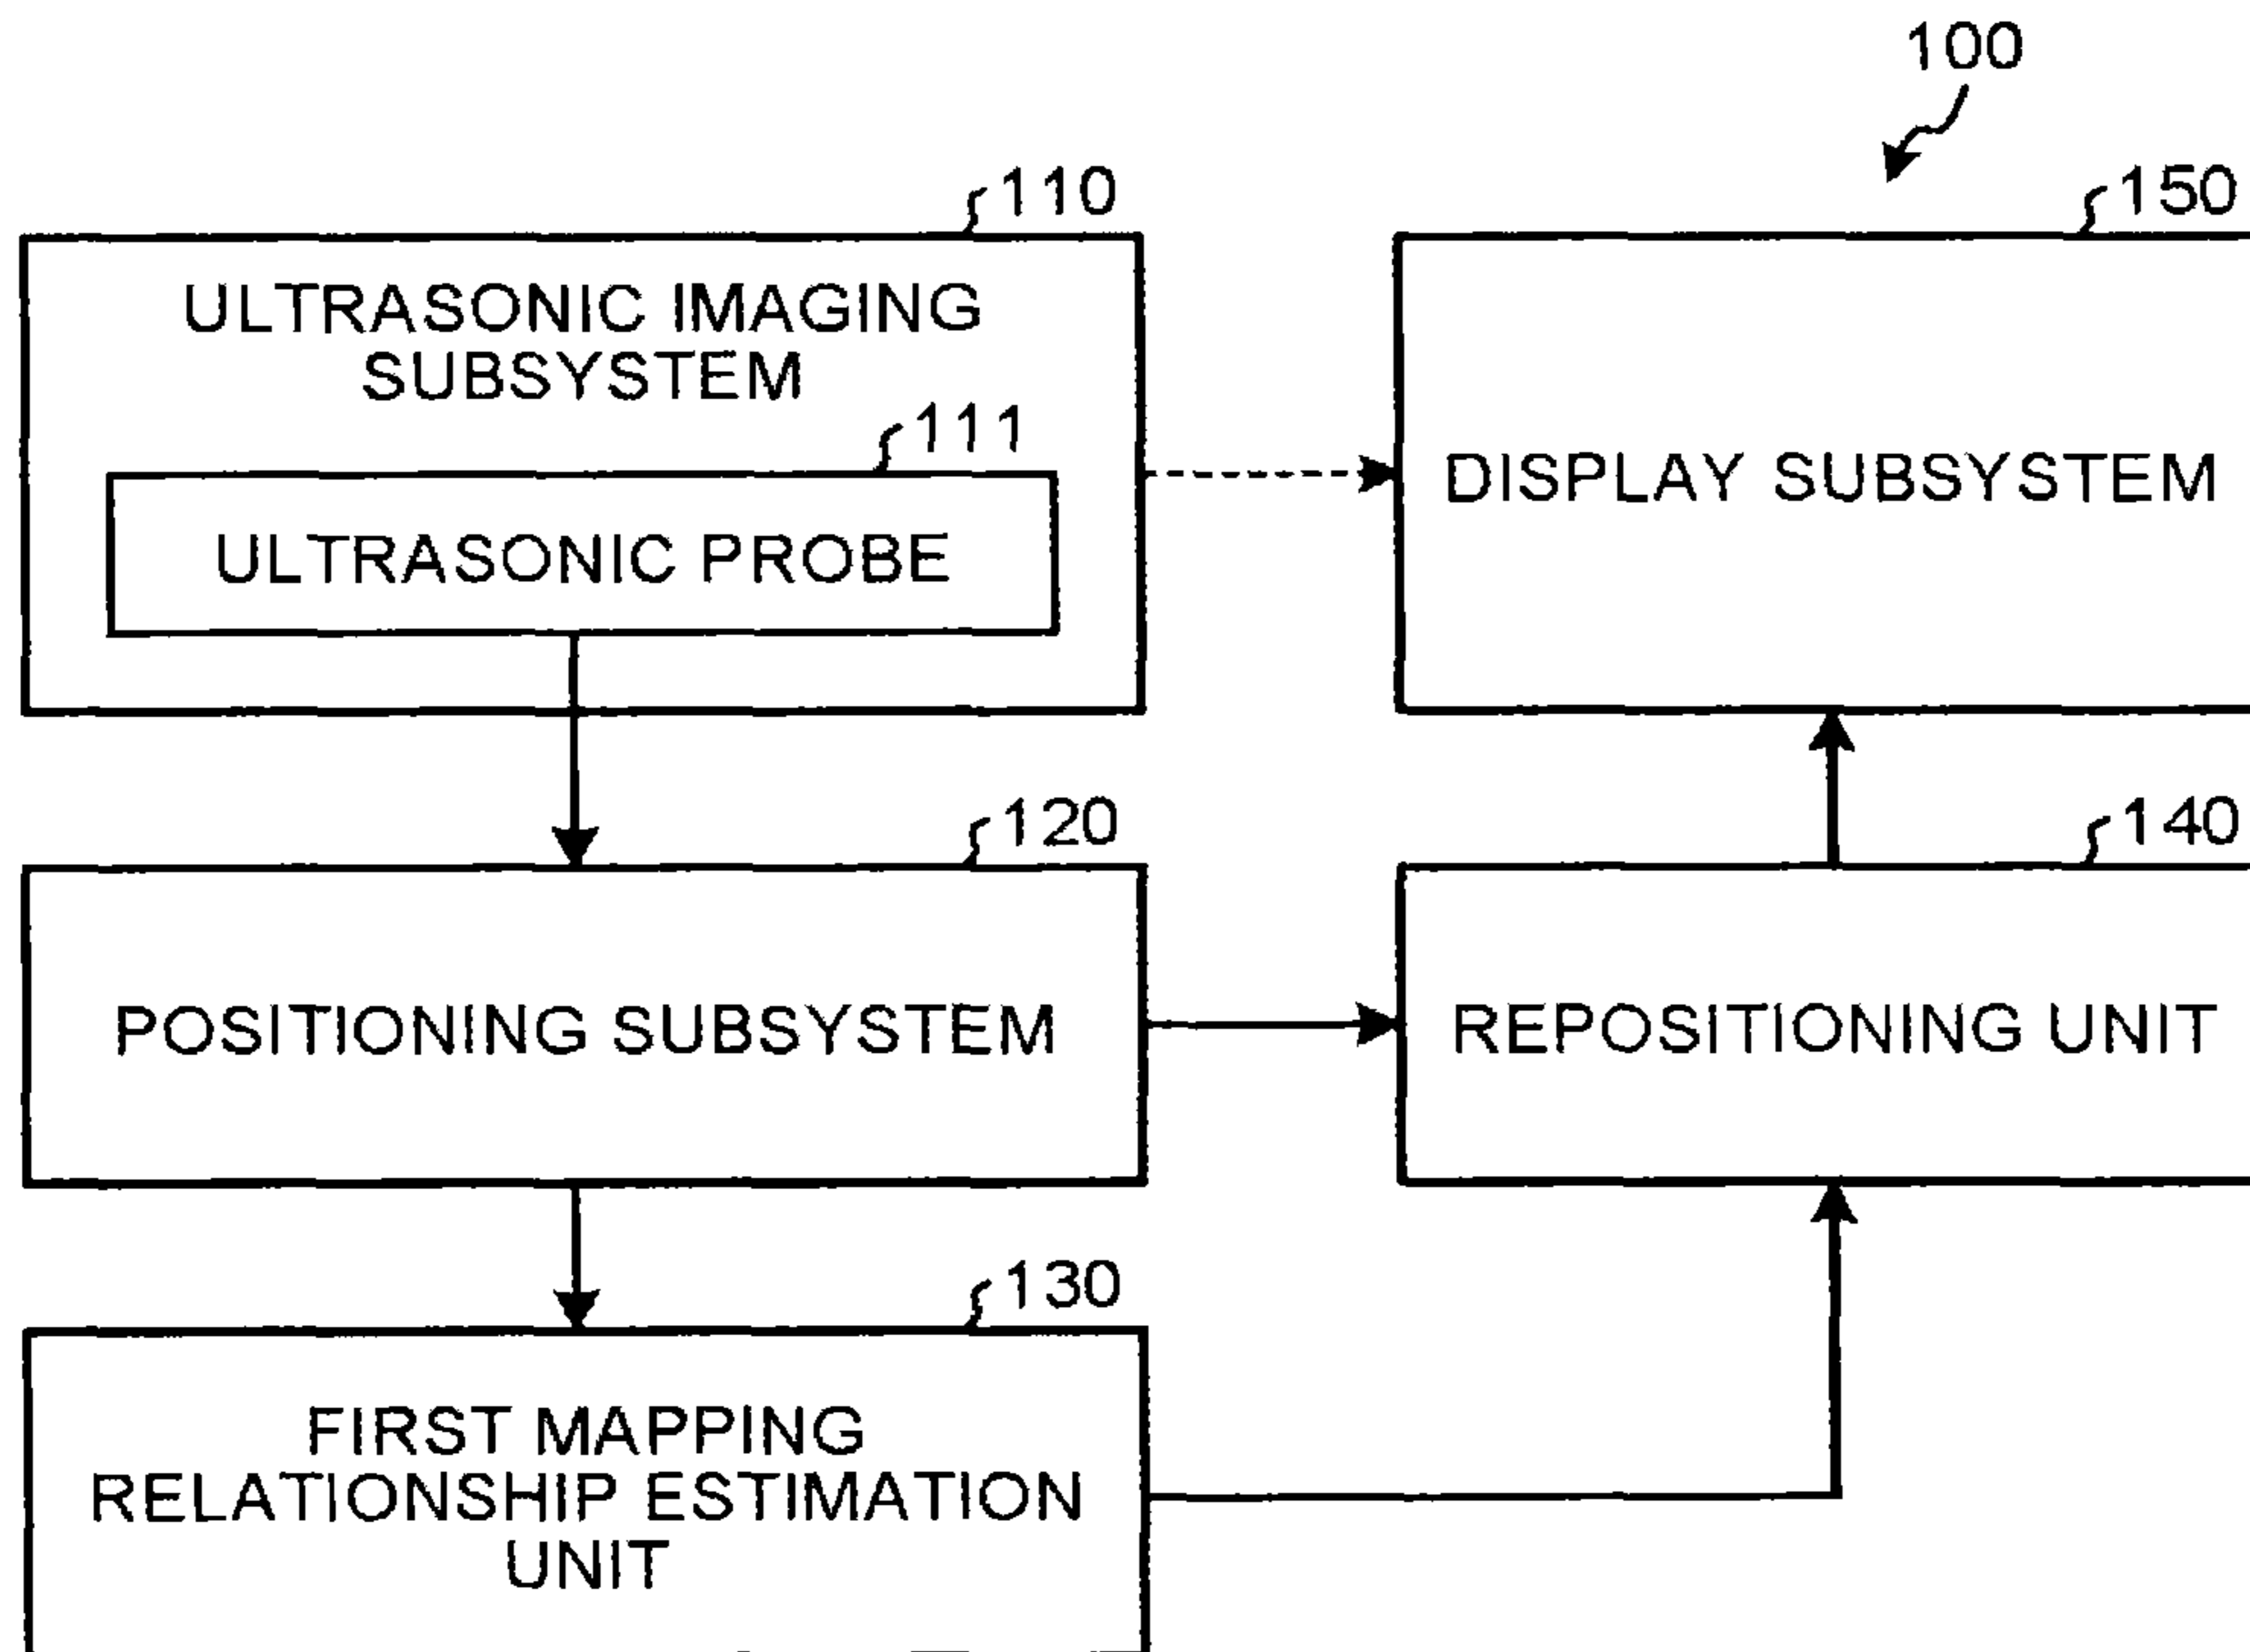 100
110
150
ULTRASONIC IMAGING
SUBSYSTEM
111
ULTRASONIC PROBE
DISPLAY SUBSYSTEM
120
140
POSITIONING SUBSYSTEM
REPOSITIONING UNIT
130
FIRST MAPPING
RELATIONSHIP ESTIMATION
UNIT